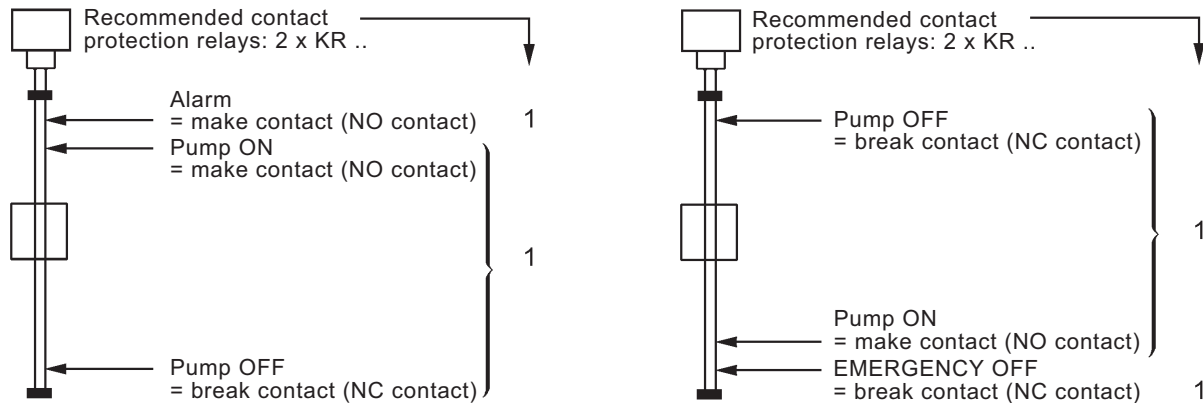 Recommended contact
protection relays: 2 x KR ..
Alarm
= make contact (NO contact)
1
Pump ON
= make contact (NO contact)
1
Pump OFF
= break contact (NC contact)
Recommended contact
protection relays: 2 x KR ..
Pump OFF
= break contact (NC contact)
1
Pump ON
= make contact (NO contact)
EMERGENCY OFF
= break contact (NC contact)
1